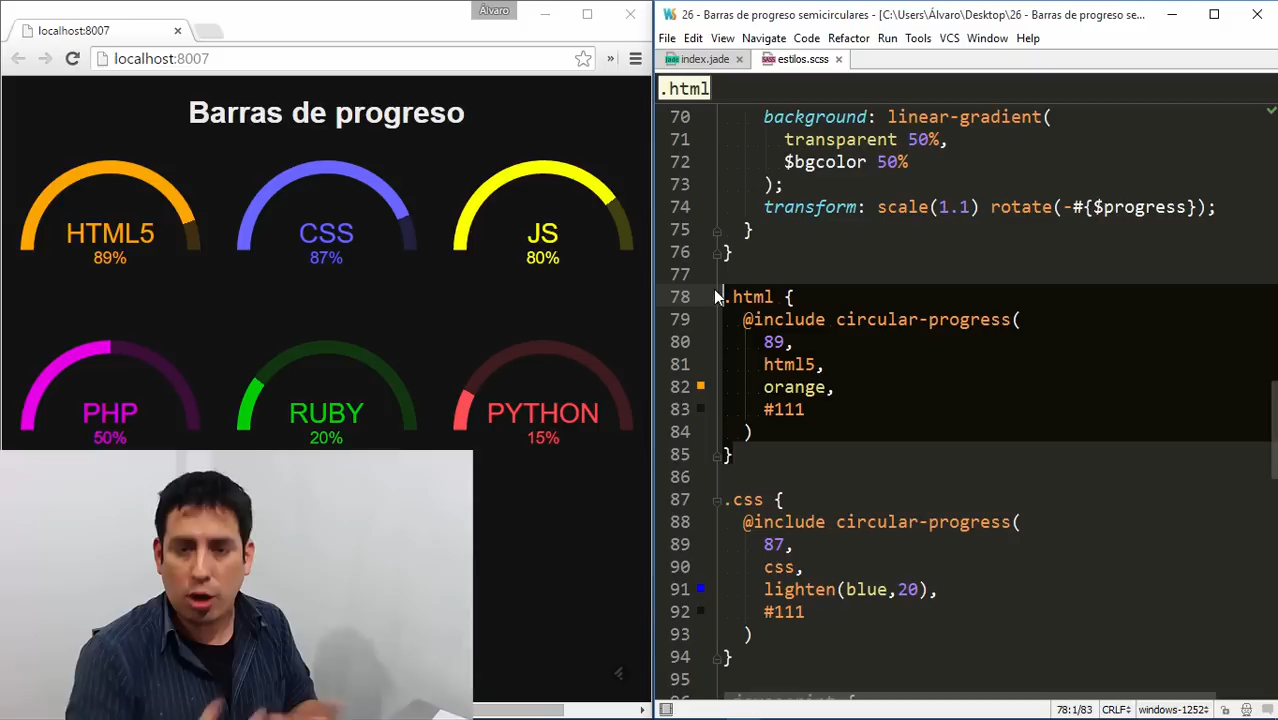 Álvaro
localhost:8007
localhost:8007
»
Barras de progreso
HTML5
89%
CSS
87%
JS
80%
PHP
50%
RUBY
20%
PYTHON
15%
26 - Barras de progreso semicirculares - [C:\Users\Álvaro\Desktop\26 - Barras de progreso se...
File Edit View Navigate Code Refactor Run Tools VCS Window Help
index.jade
estilos.scss
.html
70 background: linear-gradient(
71 transparent 50%,
72 $bgcolor 50%
73 );
74 transform: scale(1.1) rotate(-#{$progress});
75 }
76 }
77
78 .html {
79 @include circular-progress(
80 89,
81 html5,
82 orange,
83 #111
84 )
85 }
86
87 .css {
88 @include circular-progress(
89 87,
90 css,
91 lighten(blue,20),
92 #111
93 )
94 }
95
78:1/83 CRLF windows-1252